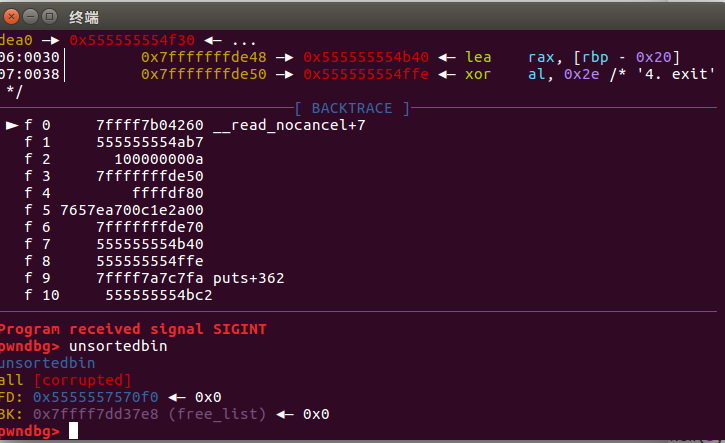 终端
dea0 —► 0x555555554f30 ◄— ...
06:0030│ 0x7fffffffde48 —► 0x555555554b40 ◄— lea rax, [rbp - 0x20]
07:0038│ 0x7fffffffde50 —► 0x555555554ffe ◄— xor al, 0x2e /* '4. exit'
*/
[ BACKTRACE ]
► f 0 7ffff7b04260 __read_nocancel+7
f 1 555555554ab7
f 2 100000000a
f 3 7fffffffde50
f 4 ffffdf80
f 5 7657ea700c1e2a00
f 6 7fffffffde70
f 7 555555554b40
f 8 555555554ffe
f 9 7ffff7a7c7fa puts+362
f 10 555555554bc2
Program received signal SIGINT
pwndbg> unsortedbin
unsortedbin
all [corrupted]
FD: 0x5555557570f0 ◄— 0x0
BK: 0x7ffff7dd37e8 (free_list) ◄— 0x0
pwndbg>